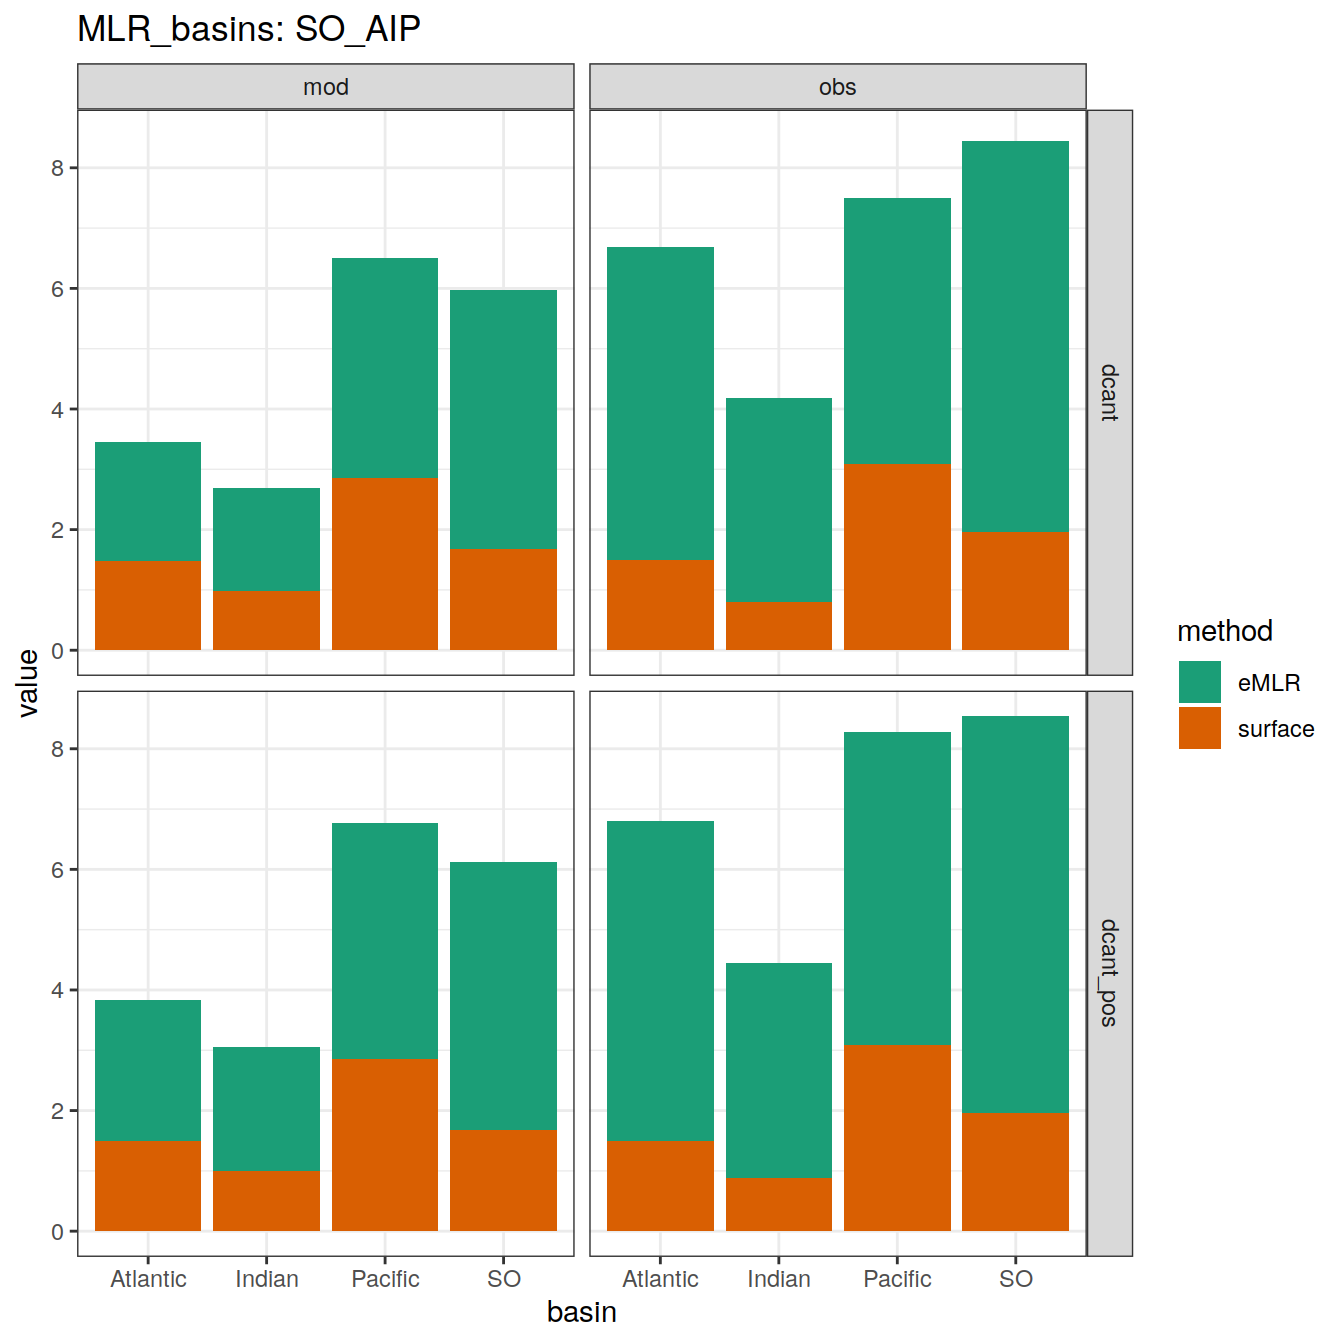 MLR_basins: SO_AIP
mod
obs
8
6
4
2
0
dcant
8
6
4
2
0
dcant_pos
value
Atlantic Indian Pacific SO
Atlantic Indian Pacific SO
basin
method
eMLR
surface